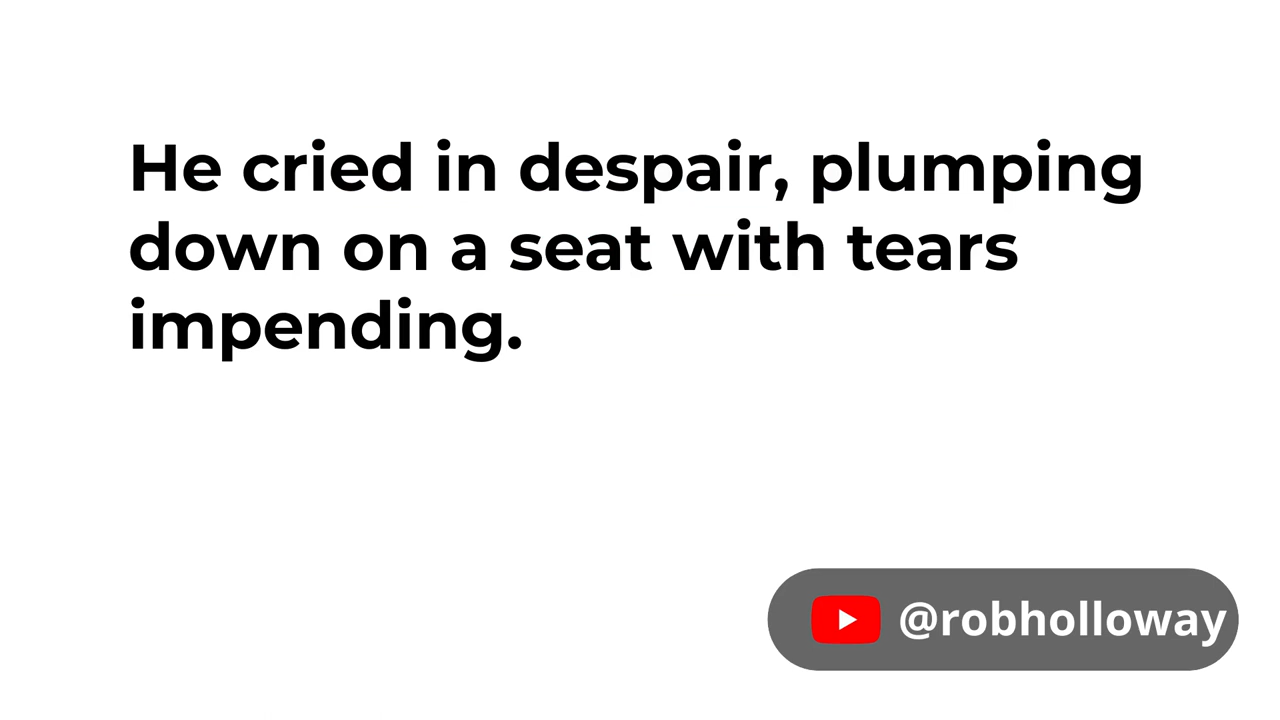 He cried in despair, plumping
down on a seat with tears
impending.
@robholloway